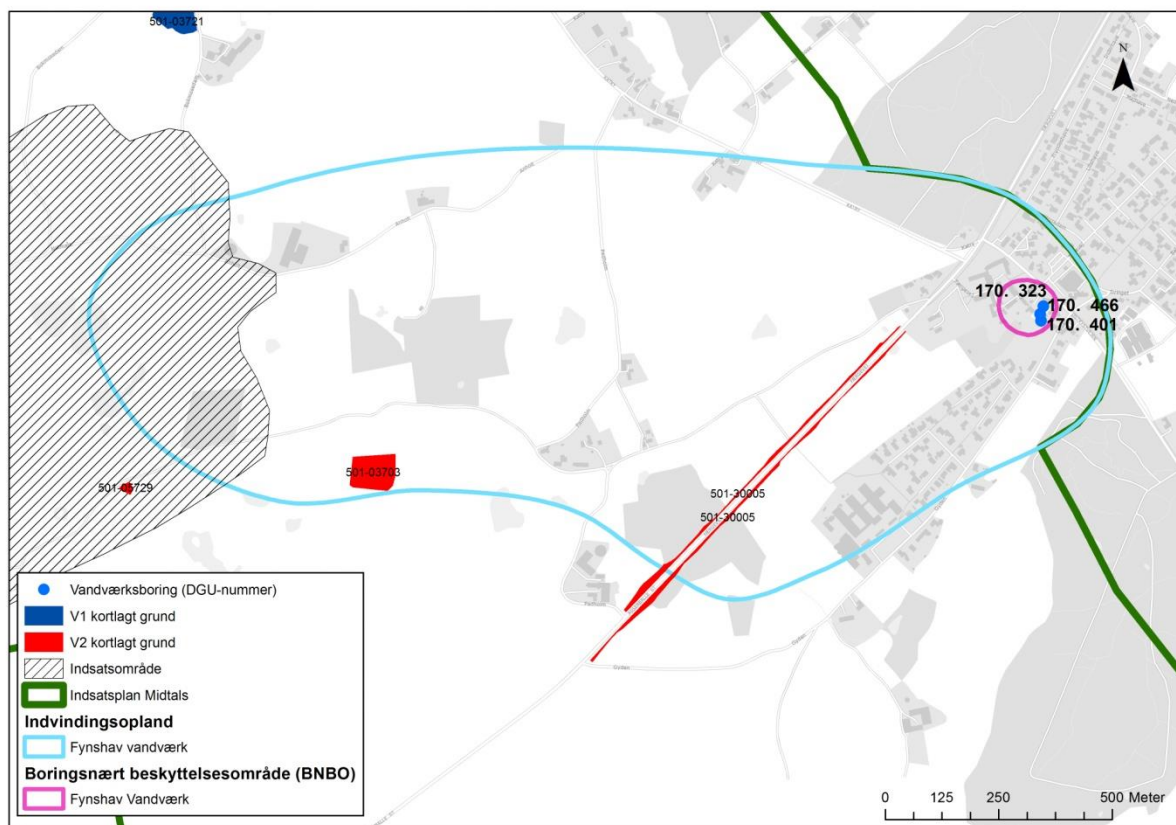 501-03721
N
170. 323
170. 466
170. 401
501-03703
501-05729
501-30005
501-30005
Vandværksboring (DGU-nummer)
V1 kortlagt grund
V2 kortlagt grund
Indsatsområde
Indsatsplan Midtals
Indvindingsopland
Fynshav vandværk
Boringsnært beskyttelsesområde (BNBO)
Fynshav Vandværk
0 125 250 500 Meter